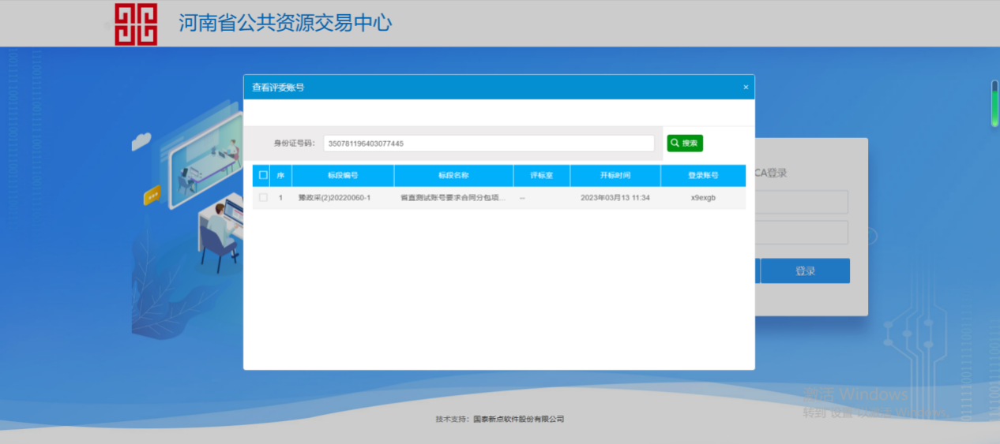 河南省公共资源交易中心
查看评委账号 ×
身份证号码： 350781196403077445 搜索
序 标段编号 标段名称 评标室 开标时间 登录账号
1 豫政采(2)20220060-1 省直测试账号要求合同分包项... -- 2023年03月13 11:34 x9exgb
CA登录
登录
激活 Windows
转到"设置"以激活 Windows。
技术支持：国泰新点软件股份有限公司